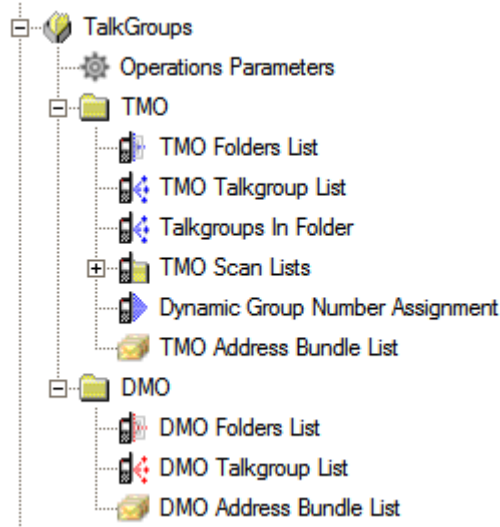 TalkGroups
Operations Parameters
TMO
TMO Folders List
TMO Talkgroup List
Talkgroups In Folder
TMO Scan Lists
Dynamic Group Number Assignment
TMO Address Bundle List
DMO
DMO Folders List
DMO Talkgroup List
DMO Address Bundle List